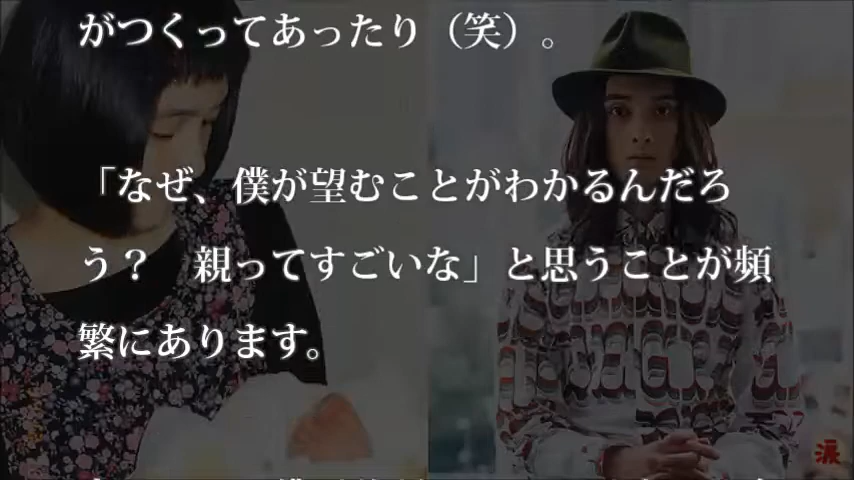 がつくってあったり（笑）。
「なぜ、僕が望むことがわかるんだろ
う？　親ってすごいな」と思うことが頻
繁にあります。
涙